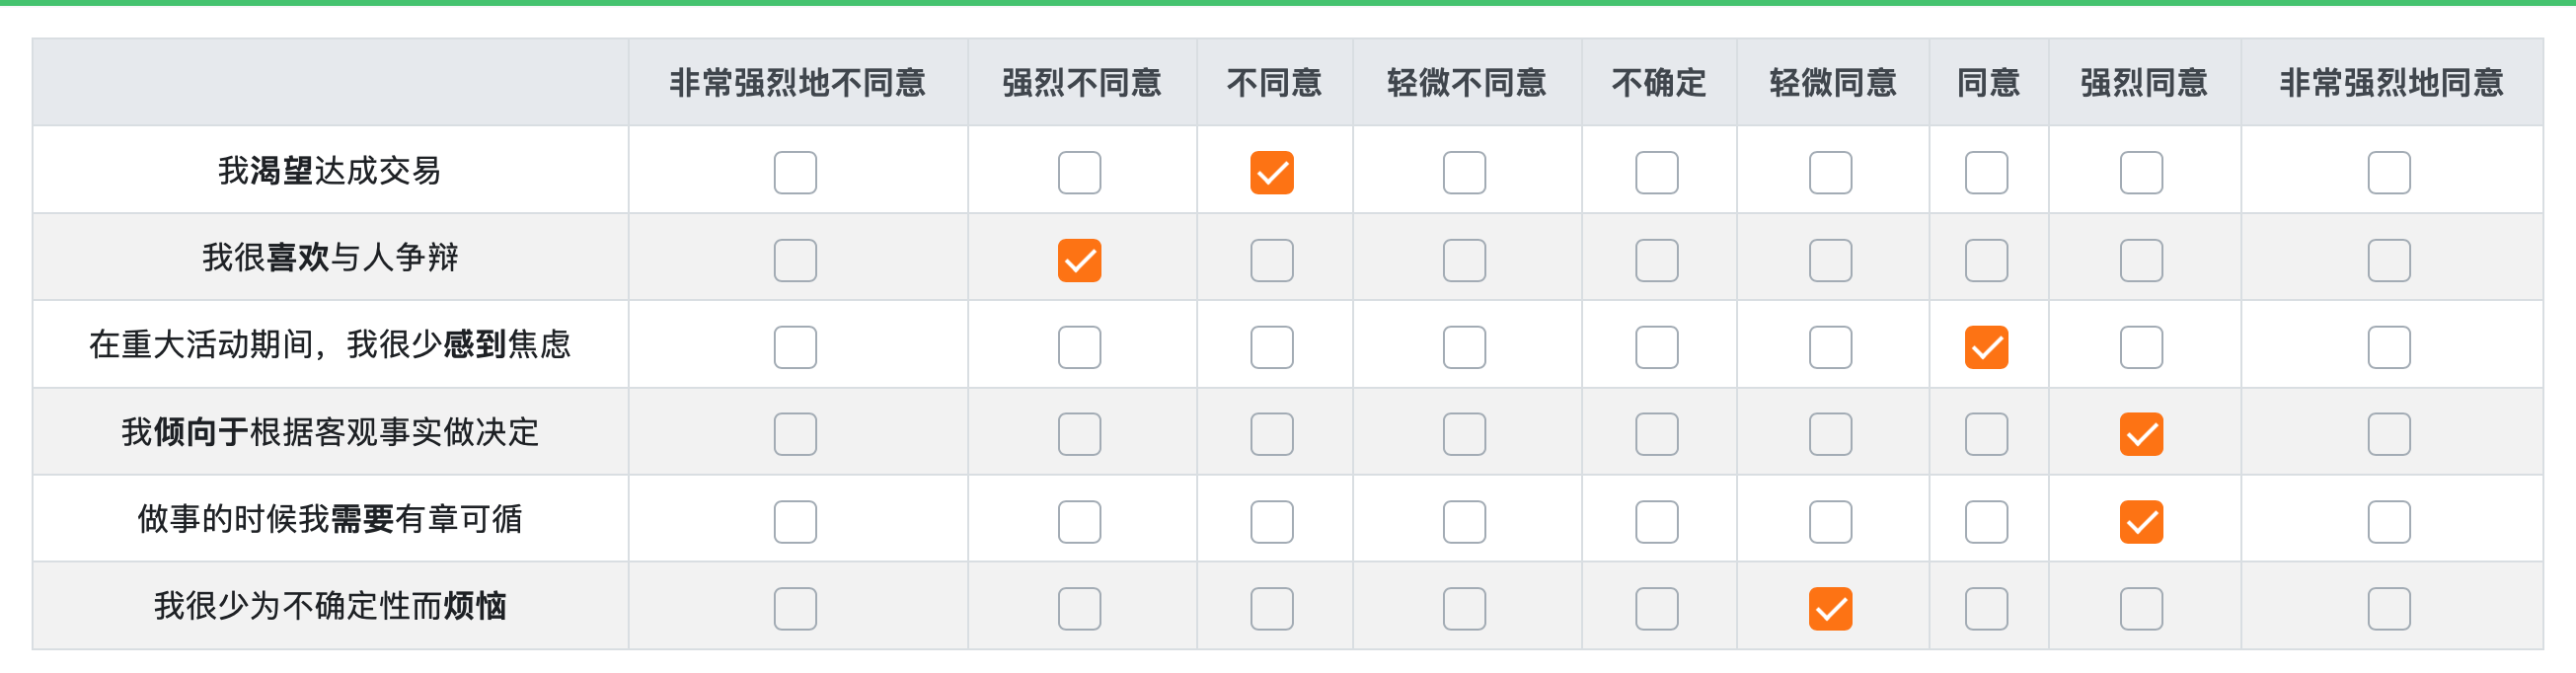 非常强烈地不同意 强烈不同意 不同意 轻微不同意 不确定 轻微同意 同意 强烈同意 非常强烈地同意
我渴望达成交易
我很喜欢与人争辩
在重大活动期间，我很少感到焦虑
我倾向于根据客观事实做决定
做事的时候我需要有章可循
我很少为不确定性而烦恼